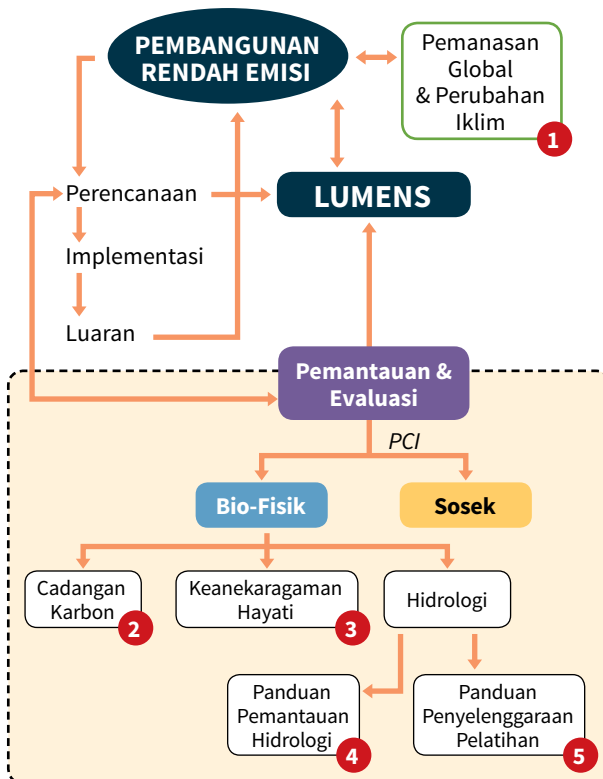 PEMBANGUNAN
RENDAH EMISI
Pemanasan
Global
& Perubahan
Iklim
1
Perencanaan
LUMENS
Implementasi
Luaran
Pemantauan &
Evaluasi
PCI
Bio-Fisik
Sosek
Cadangan
Karbon
2
Keanekaragaman
Hayati
3
Hidrologi
Panduan
Pemantauan
Hidrologi
4
Panduan
Penyelenggaraan
Pelatihan
5